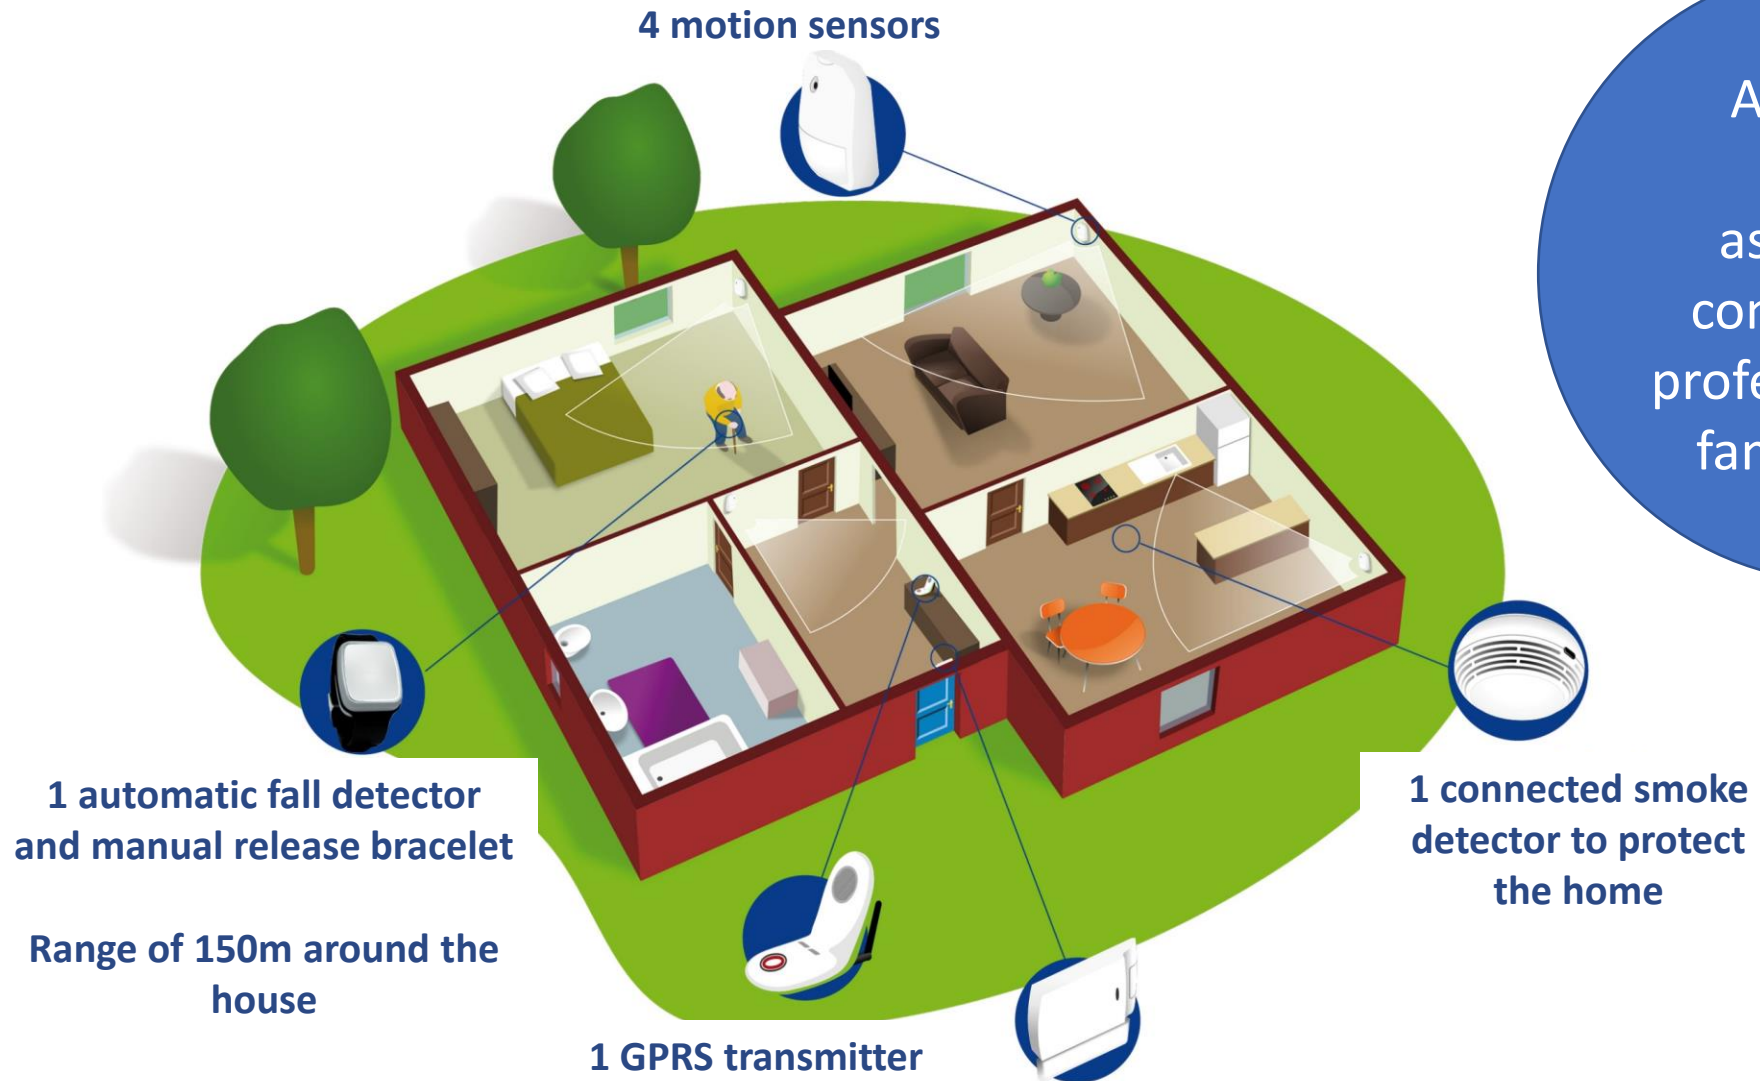 4 motion sensors
1 automatic fall detector
and manual release bracelet
Range of 150m around the
house
1 GPRS transmitter
1 connected smoke
detector to protect
the home